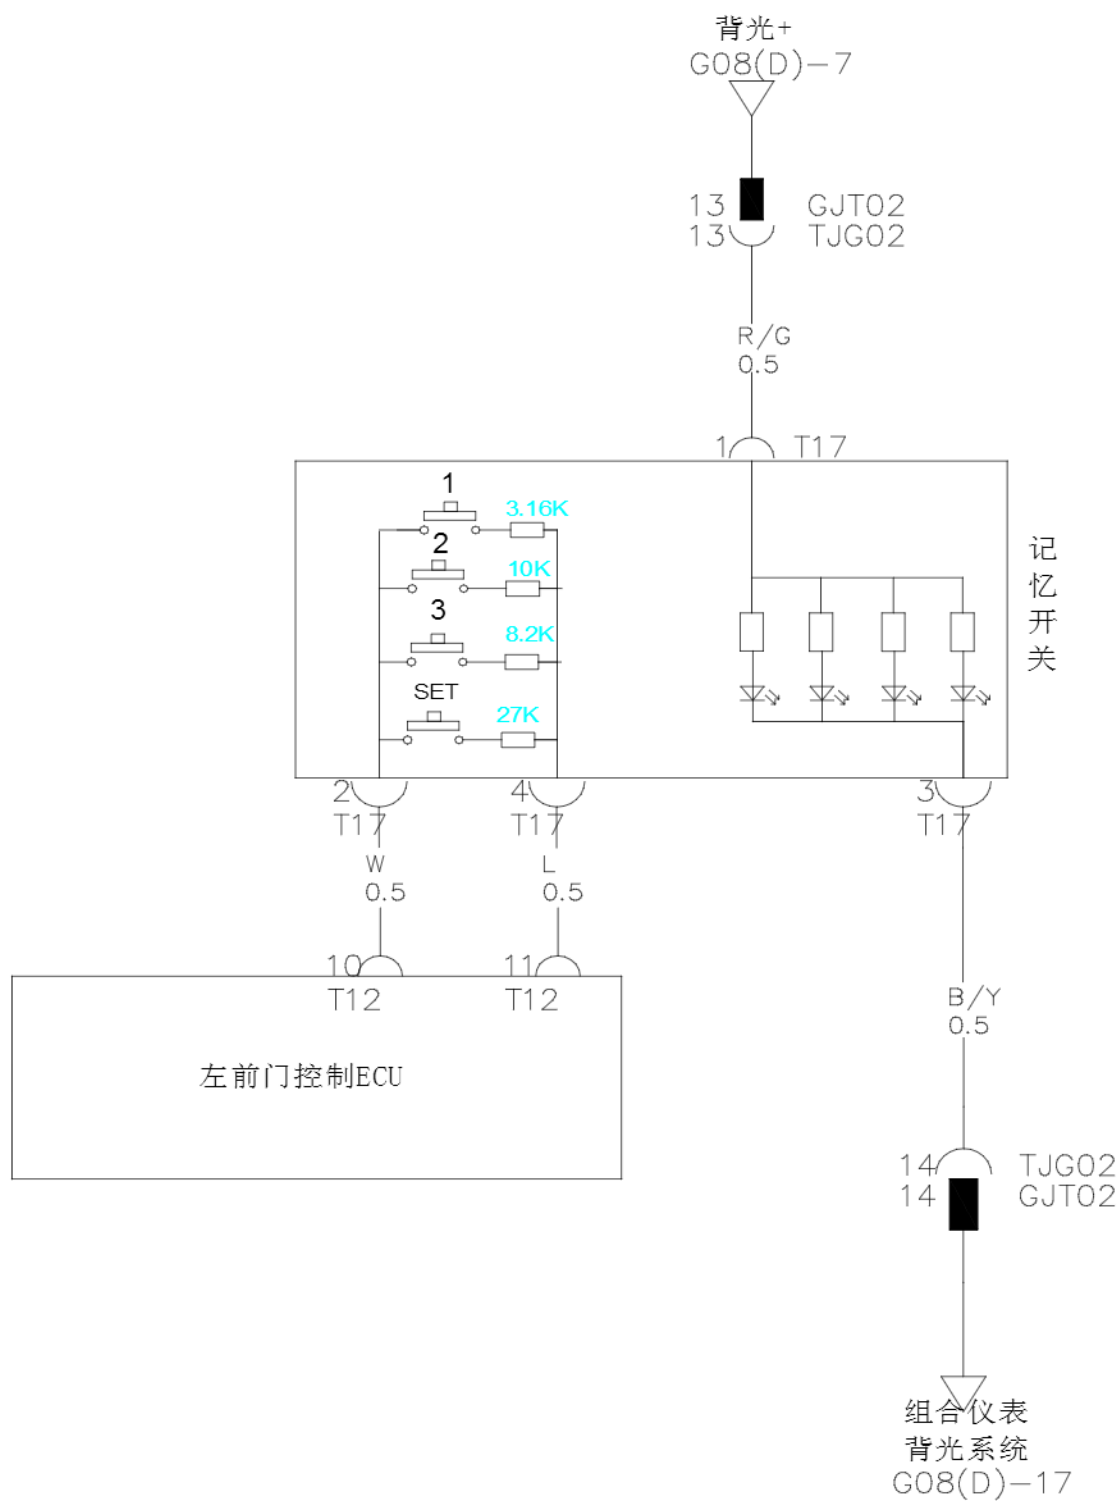 背光+
G08(D)-7
13 GJT02
13 TJG02
R/G
0.5
1 T17
1
3.16K
2
10K
3
8.2K
SET
27K
记忆开关
2
T17
4
T17
3
T17
W
0.5
L
0.5
10
T12
11
T12
左前门控制ECU
B/Y
0.5
14 TJG02
14 GJT02
组合仪表
背光系统
G08(D)-17